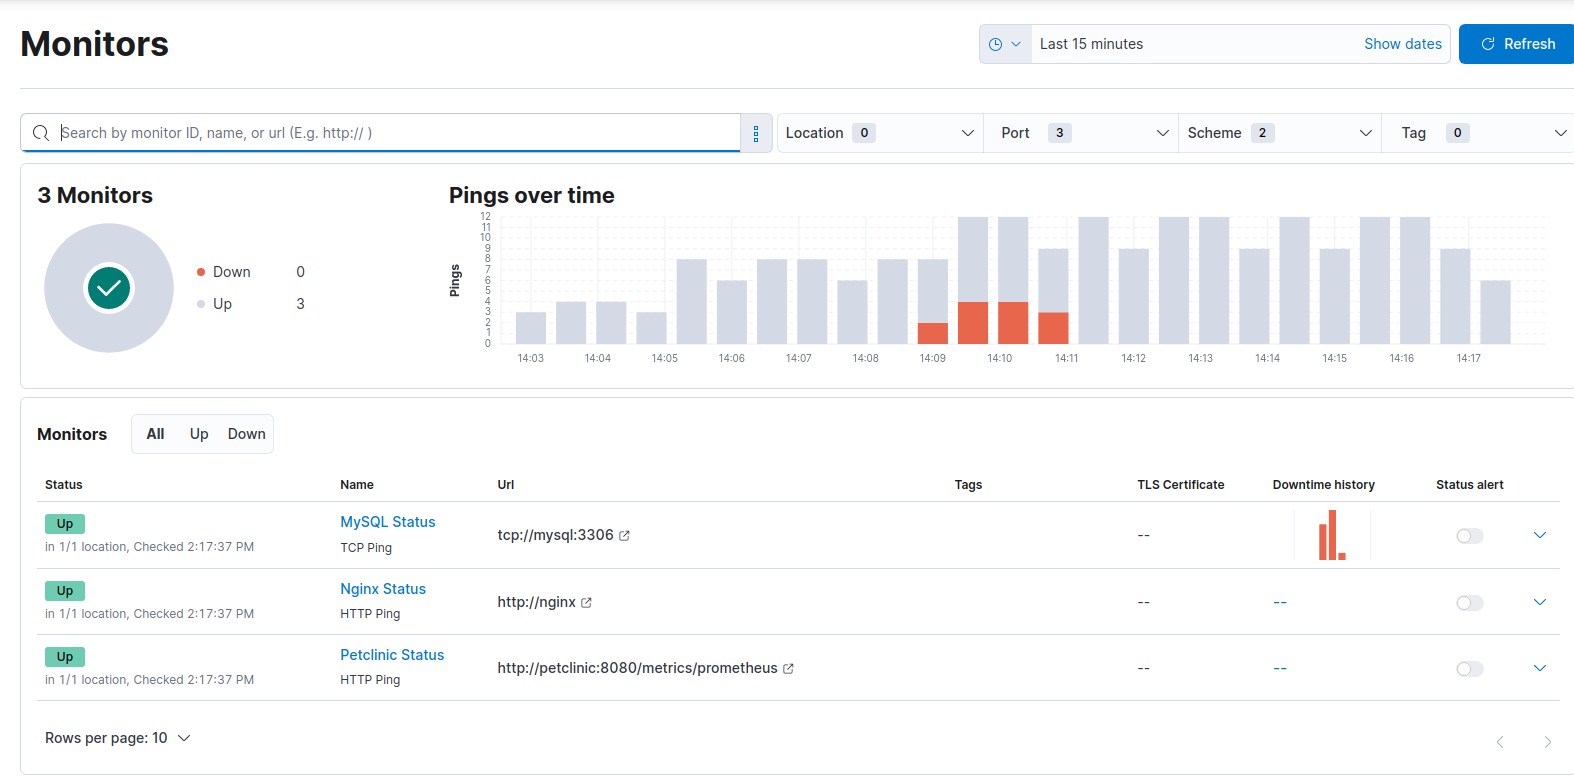 Monitors
Last 15 minutes Show dates Refresh
Search by monitor ID, name, or url (E.g. http:// ) Location 0 Port 3 Scheme 2 Tag 0
3 Monitors
Down 0
Up 3
Pings over time
Pings
12
11
10
9
8
7
6
5
4
3
2
1
0
14:03 14:04 14:05 14:06 14:07 14:08 14:09 14:10 14:11 14:12 14:13 14:14 14:15 14:16 14:17
Monitors All Up Down
Status Name Url Tags TLS Certificate Downtime history Status alert
Up MySQL Status tcp://mysql:3306 --
in 1/1 location, Checked 2:17:37 PM TCP Ping
Up Nginx Status http://nginx -- --
in 1/1 location, Checked 2:17:37 PM HTTP Ping
Up Petclinic Status http://petclinic:8080/metrics/prometheus -- --
in 1/1 location, Checked 2:17:37 PM HTTP Ping
Rows per page: 10